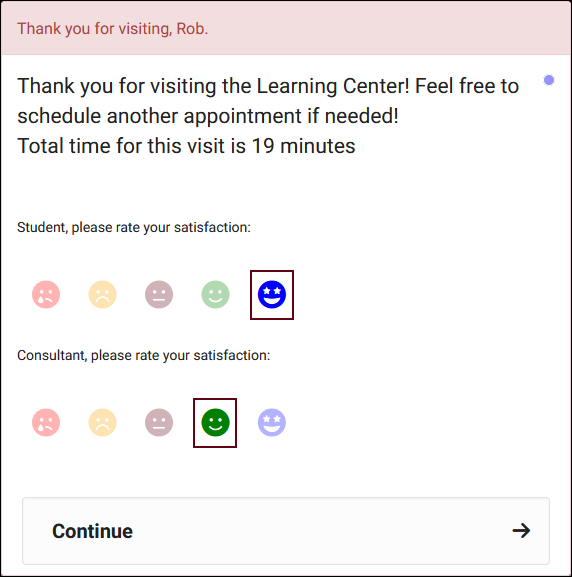 Thank you for visiting, Rob.
Thank you for visiting the Learning Center! Feel free to
schedule another appointment if needed!
Total time for this visit is 19 minutes
Student, please rate your satisfaction:
Consultant, please rate your satisfaction:
Continue